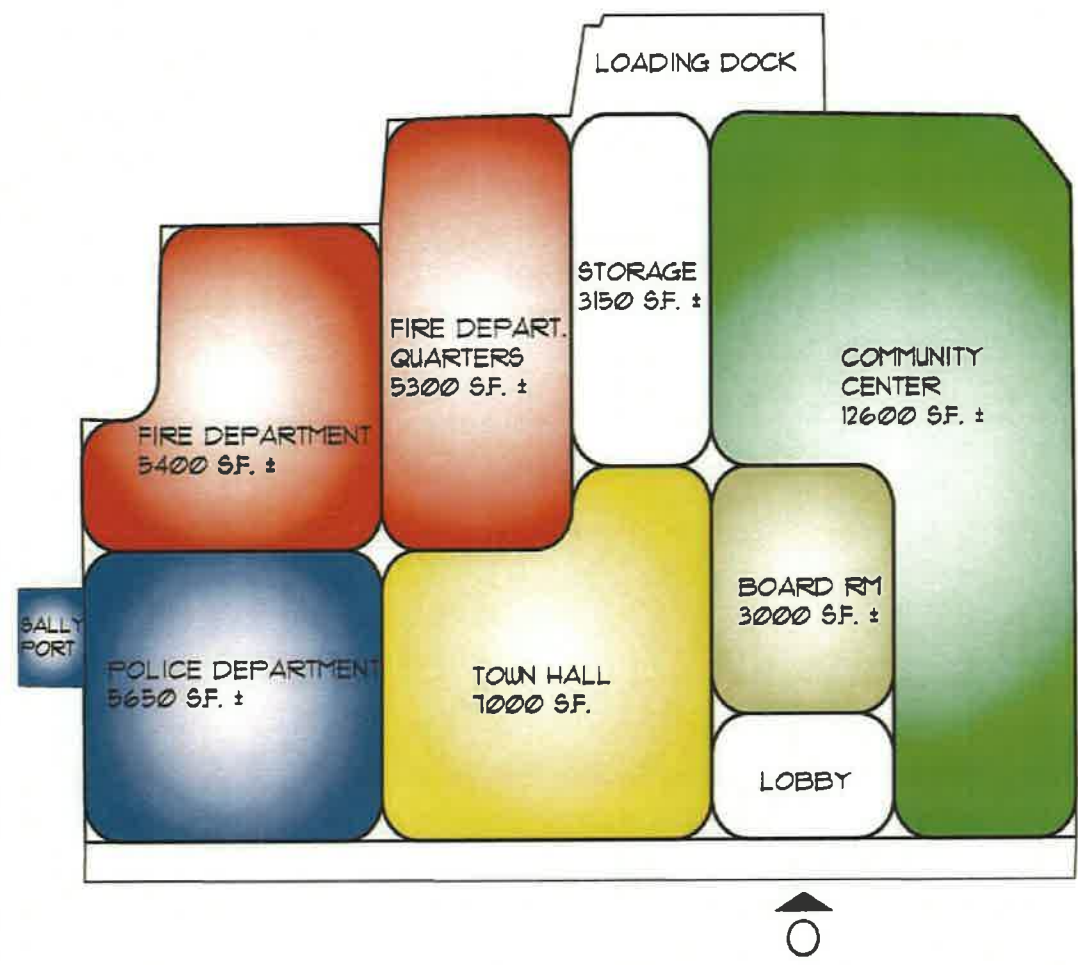 LOADING DOCK
STORAGE
3150 S.F. ±
FIRE DEPART.
QUARTERS
5300 S.F. ±
COMMUNITY
CENTER
12600 S.F. ±
FIRE DEPARTMENT
5400 S.F. ±
BOARD RM
3000 S.F. ±
SALLY
PORT
POLICE DEPARTMENT
5650 S.F. ±
TOWN HALL
7000 S.F.
LOBBY